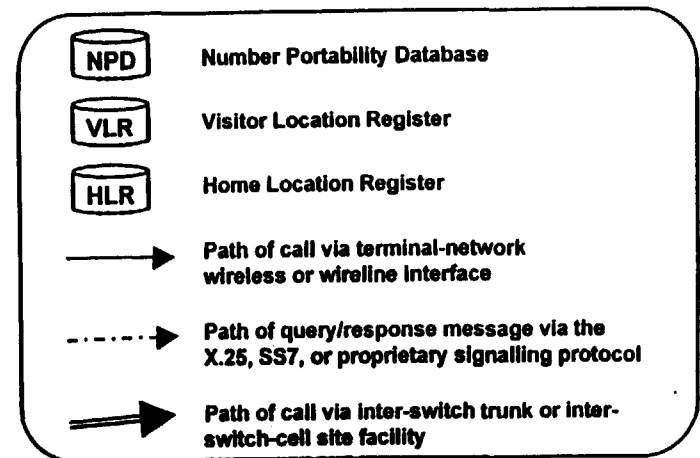 NPD Number Portability Database
VLR Visitor Location Register
HLR Home Location Register
Path of call via terminal-network
wireless or wireline interface
Path of query/response message via the
X.25, SS7, or proprietary signalling protocol
Path of call via inter-switch trunk or inter-
switch-cell site facility